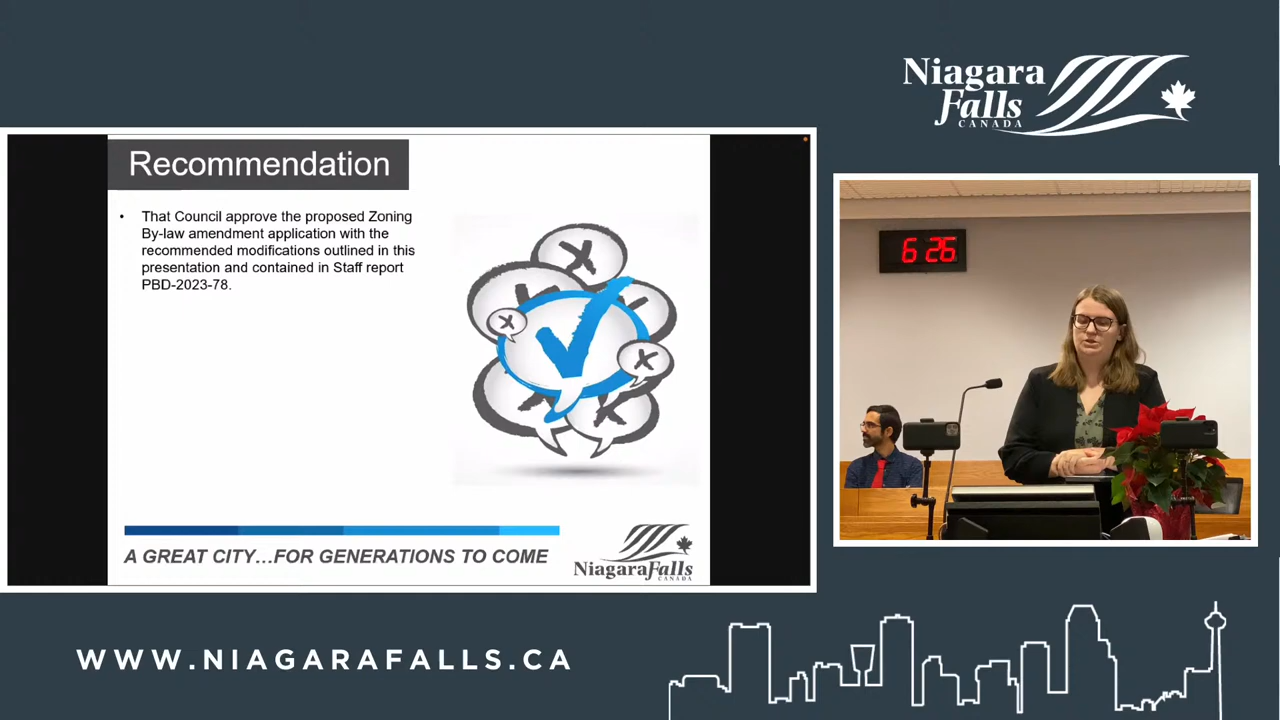 Niagara
Falls
CANADA
Recommendation
• That Council approve the proposed Zoning
By-law amendment application with the
recommended modifications outlined in this
presentation and contained in Staff report
PBD-2023-78.
6 26
A GREAT CITY…FOR GENERATIONS TO COME
NiagaraFalls
CANADA
WWW.NIAGARAFALLS.CA